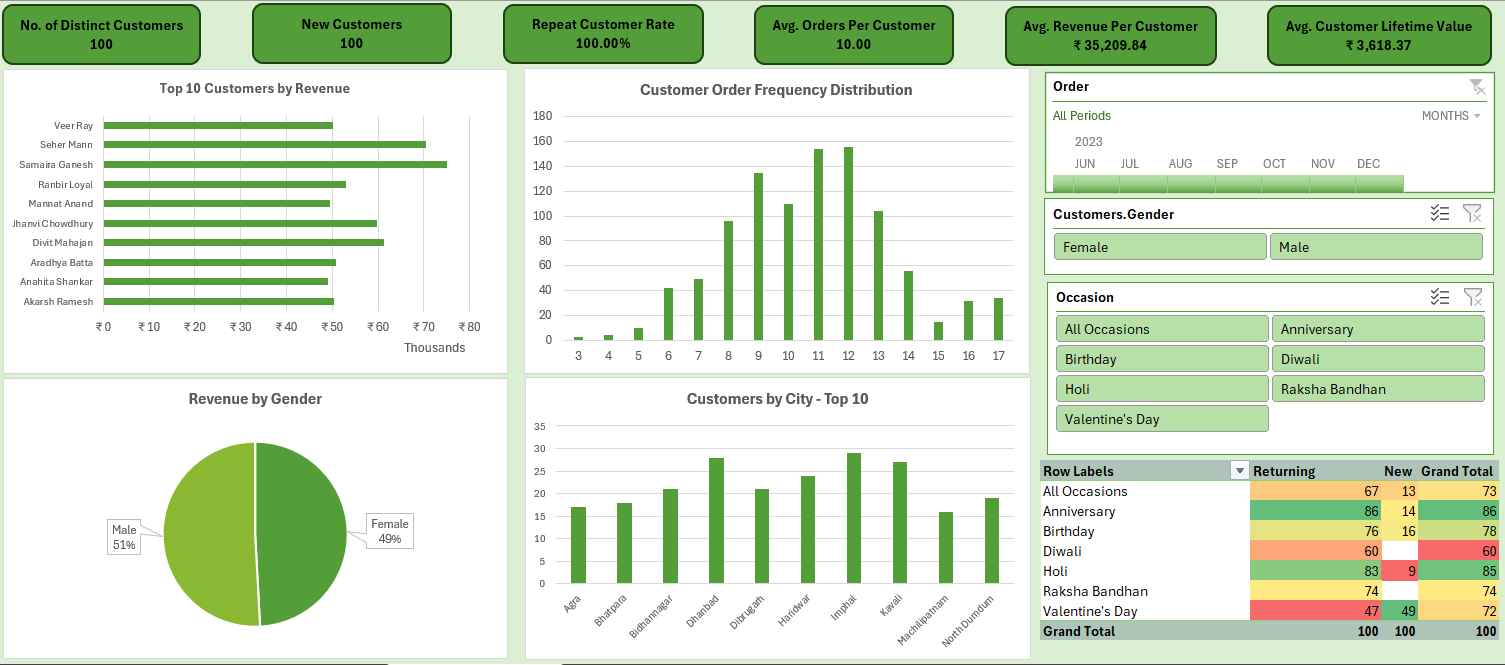 No. of Distinct Customers
100
New Customers
100
Repeat Customer Rate
100.00%
Avg. Orders Per Customer
10.00
Avg. Revenue Per Customer
₹ 35,209.84
Avg. Customer Lifetime Value
₹ 3,618.37
Top 10 Customers by Revenue
Veer Ray
Seher Mann
Samaira Ganesh
Ranbir Loyal
Mannat Anand
Jhanvi Chowdhury
Divit Mahajan
Aradhya Batta
Anahita Shankar
Akarsh Ramesh
₹ 0 ₹ 10 ₹ 20 ₹ 30 ₹ 40 ₹ 50 ₹ 60 ₹ 70 ₹ 80
Thousands
Customer Order Frequency Distribution
180
160
140
120
100
80
60
40
20
0
3 4 5 6 7 8 9 10 11 12 13 14 15 16 17
Order
All Periods MONTHS
2023
JUN JUL AUG SEP OCT NOV DEC
Customers.Gender
Female Male
Occasion
All Occasions Anniversary
Birthday Diwali
Holi Raksha Bandhan
Valentine's Day
Revenue by Gender
Male
51%
Female
49%
Customers by City - Top 10
35
30
25
20
15
10
5
0
Agra Bhatpara Bidhannagar Dhanbad Dibrugarh Haridwar Imphal Kavali Machilipatnam North Dumdum
Row Labels Returning New Grand Total
All Occasions 67 13 73
Anniversary 86 14 86
Birthday 76 16 78
Diwali 60 60
Holi 83 9 85
Raksha Bandhan 74 74
Valentine's Day 47 49 72
Grand Total 100 100 100